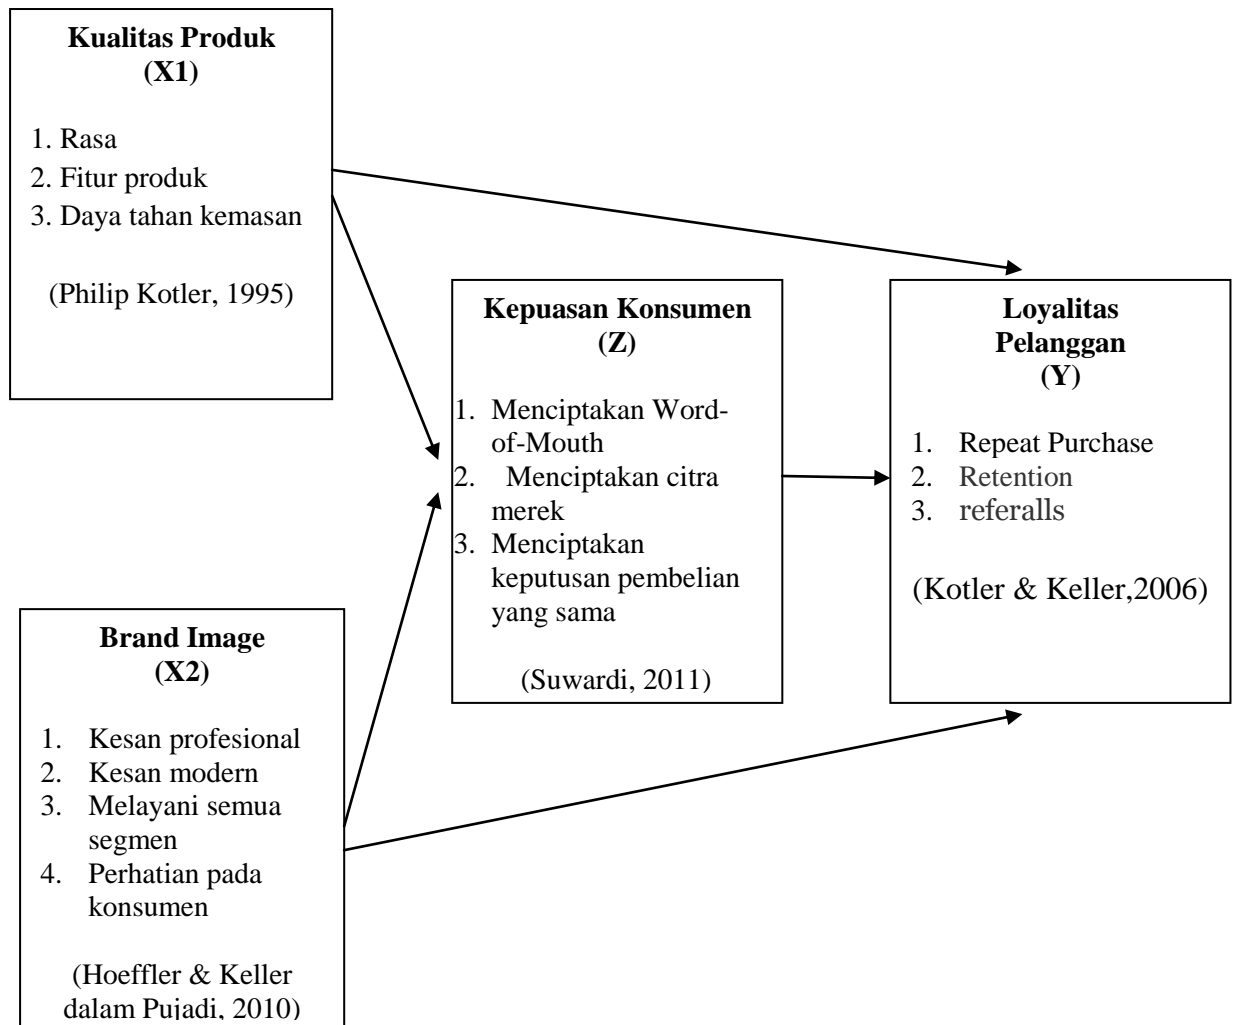 Kualitas Produk
(X1)
1. Rasa
2. Fitur produk
3. Daya tahan kemasan
(Philip Kotler, 1995)
Kepuasan Konsumen
(Z)
1. Menciptakan Word-
of-Mouth
2. Menciptakan citra
merek
3. Menciptakan
keputusan pembelian
yang sama
(Suwardi, 2011)
Loyalitas
Pelanggan
(Y)
1. Repeat Purchase
2. Retention
3. referalls
(Kotler & Keller,2006)
Brand Image
(X2)
1. Kesan profesional
2. Kesan modern
3. Melayani semua
segmen
4. Perhatian pada
konsumen
(Hoeffler & Keller
dalam Pujadi, 2010)